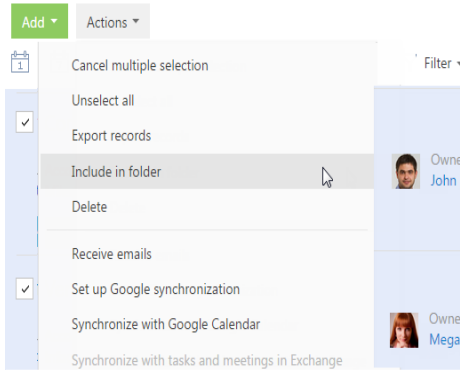 Add Actions
1 Filter
Cancel multiple selection
Unselect all
Export records
Include in folder
Delete
Owne
John
Receive emails
Set up Google synchronization
Synchronize with Google Calendar
Owne
Mega
Synchronize with tasks and meetings in Exchange